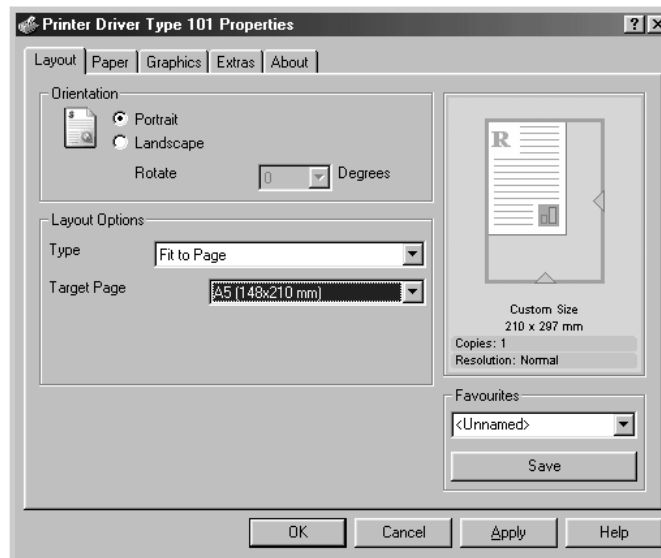 Printer Driver Type 101 Properties ? ×
Layout Paper Graphics Extras About
Orientation
Portrait
Landscape
Rotate 0 Degrees
Layout Options
Type Fit to Page
Target Page A5 (148x210 mm)
R
Custom Size
210 x 297 mm
Copies: 1
Resolution: Normal
Favourites
<Unnamed>
Save
OK Cancel Apply Help